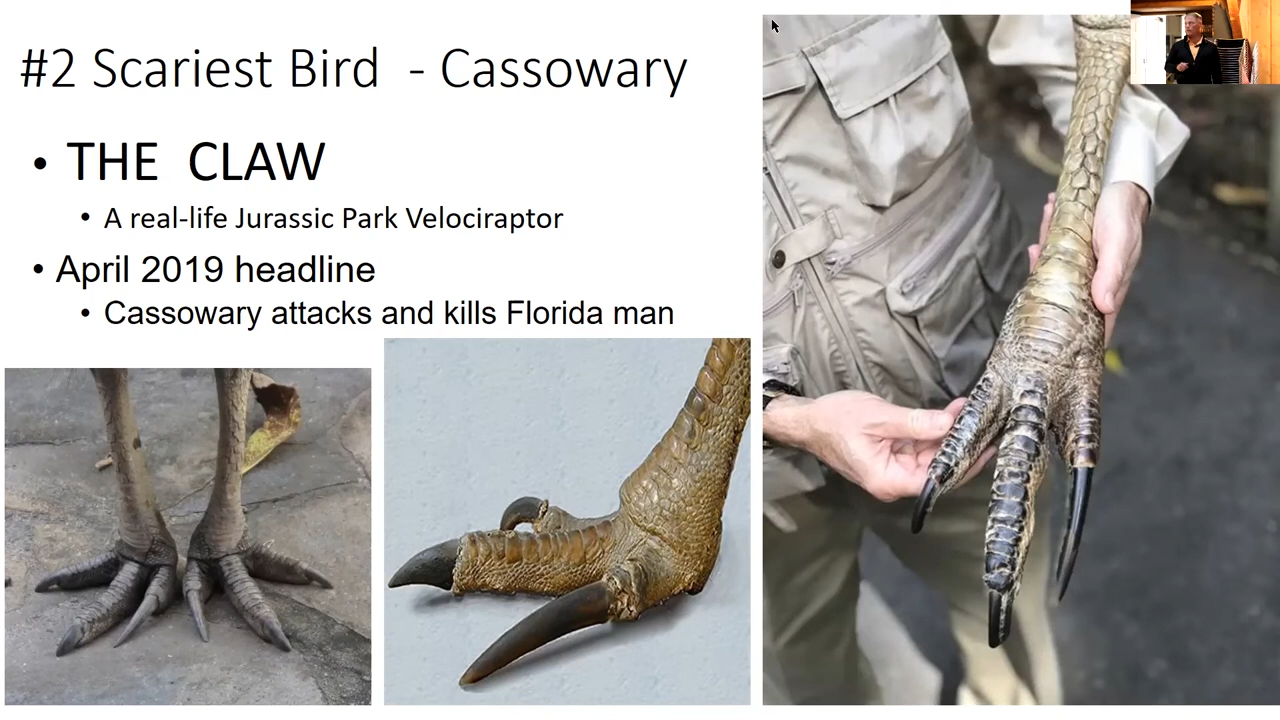 #2 Scariest Bird - Cassowary
• THE CLAW
• A real-life Jurassic Park Velociraptor
• April 2019 headline
• Cassowary attacks and kills Florida man